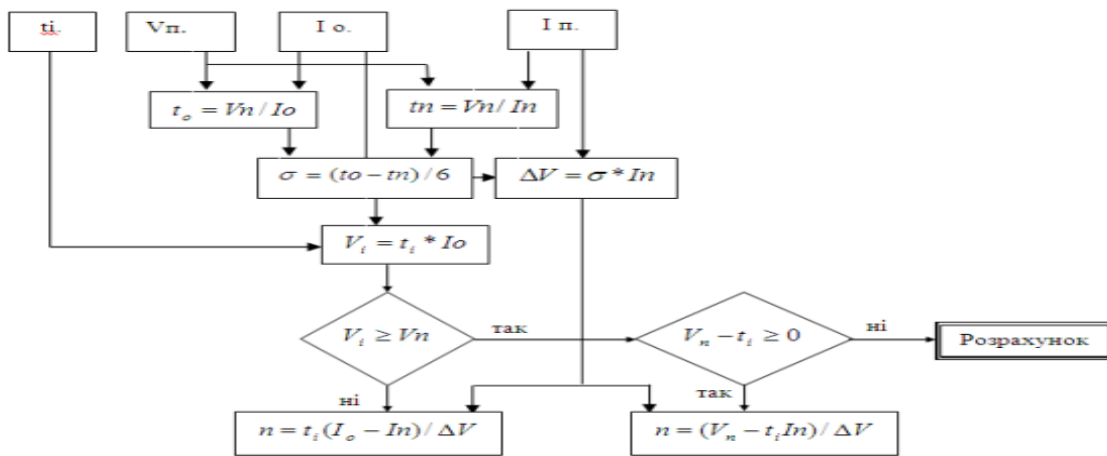 ti.
Vп.
I о.
I п.
t_o = Vn / Io
tn = Vn / In
σ = (to − tn) / 6
ΔV = σ * In
V_i = t_i * Io
V_i ≥ Vn
так
V_n − t_i ≥ 0
ні
Розрахунок
ні
так
n = t_i(I_o − In) / ΔV
n = (V_n − t_iIn) / ΔV